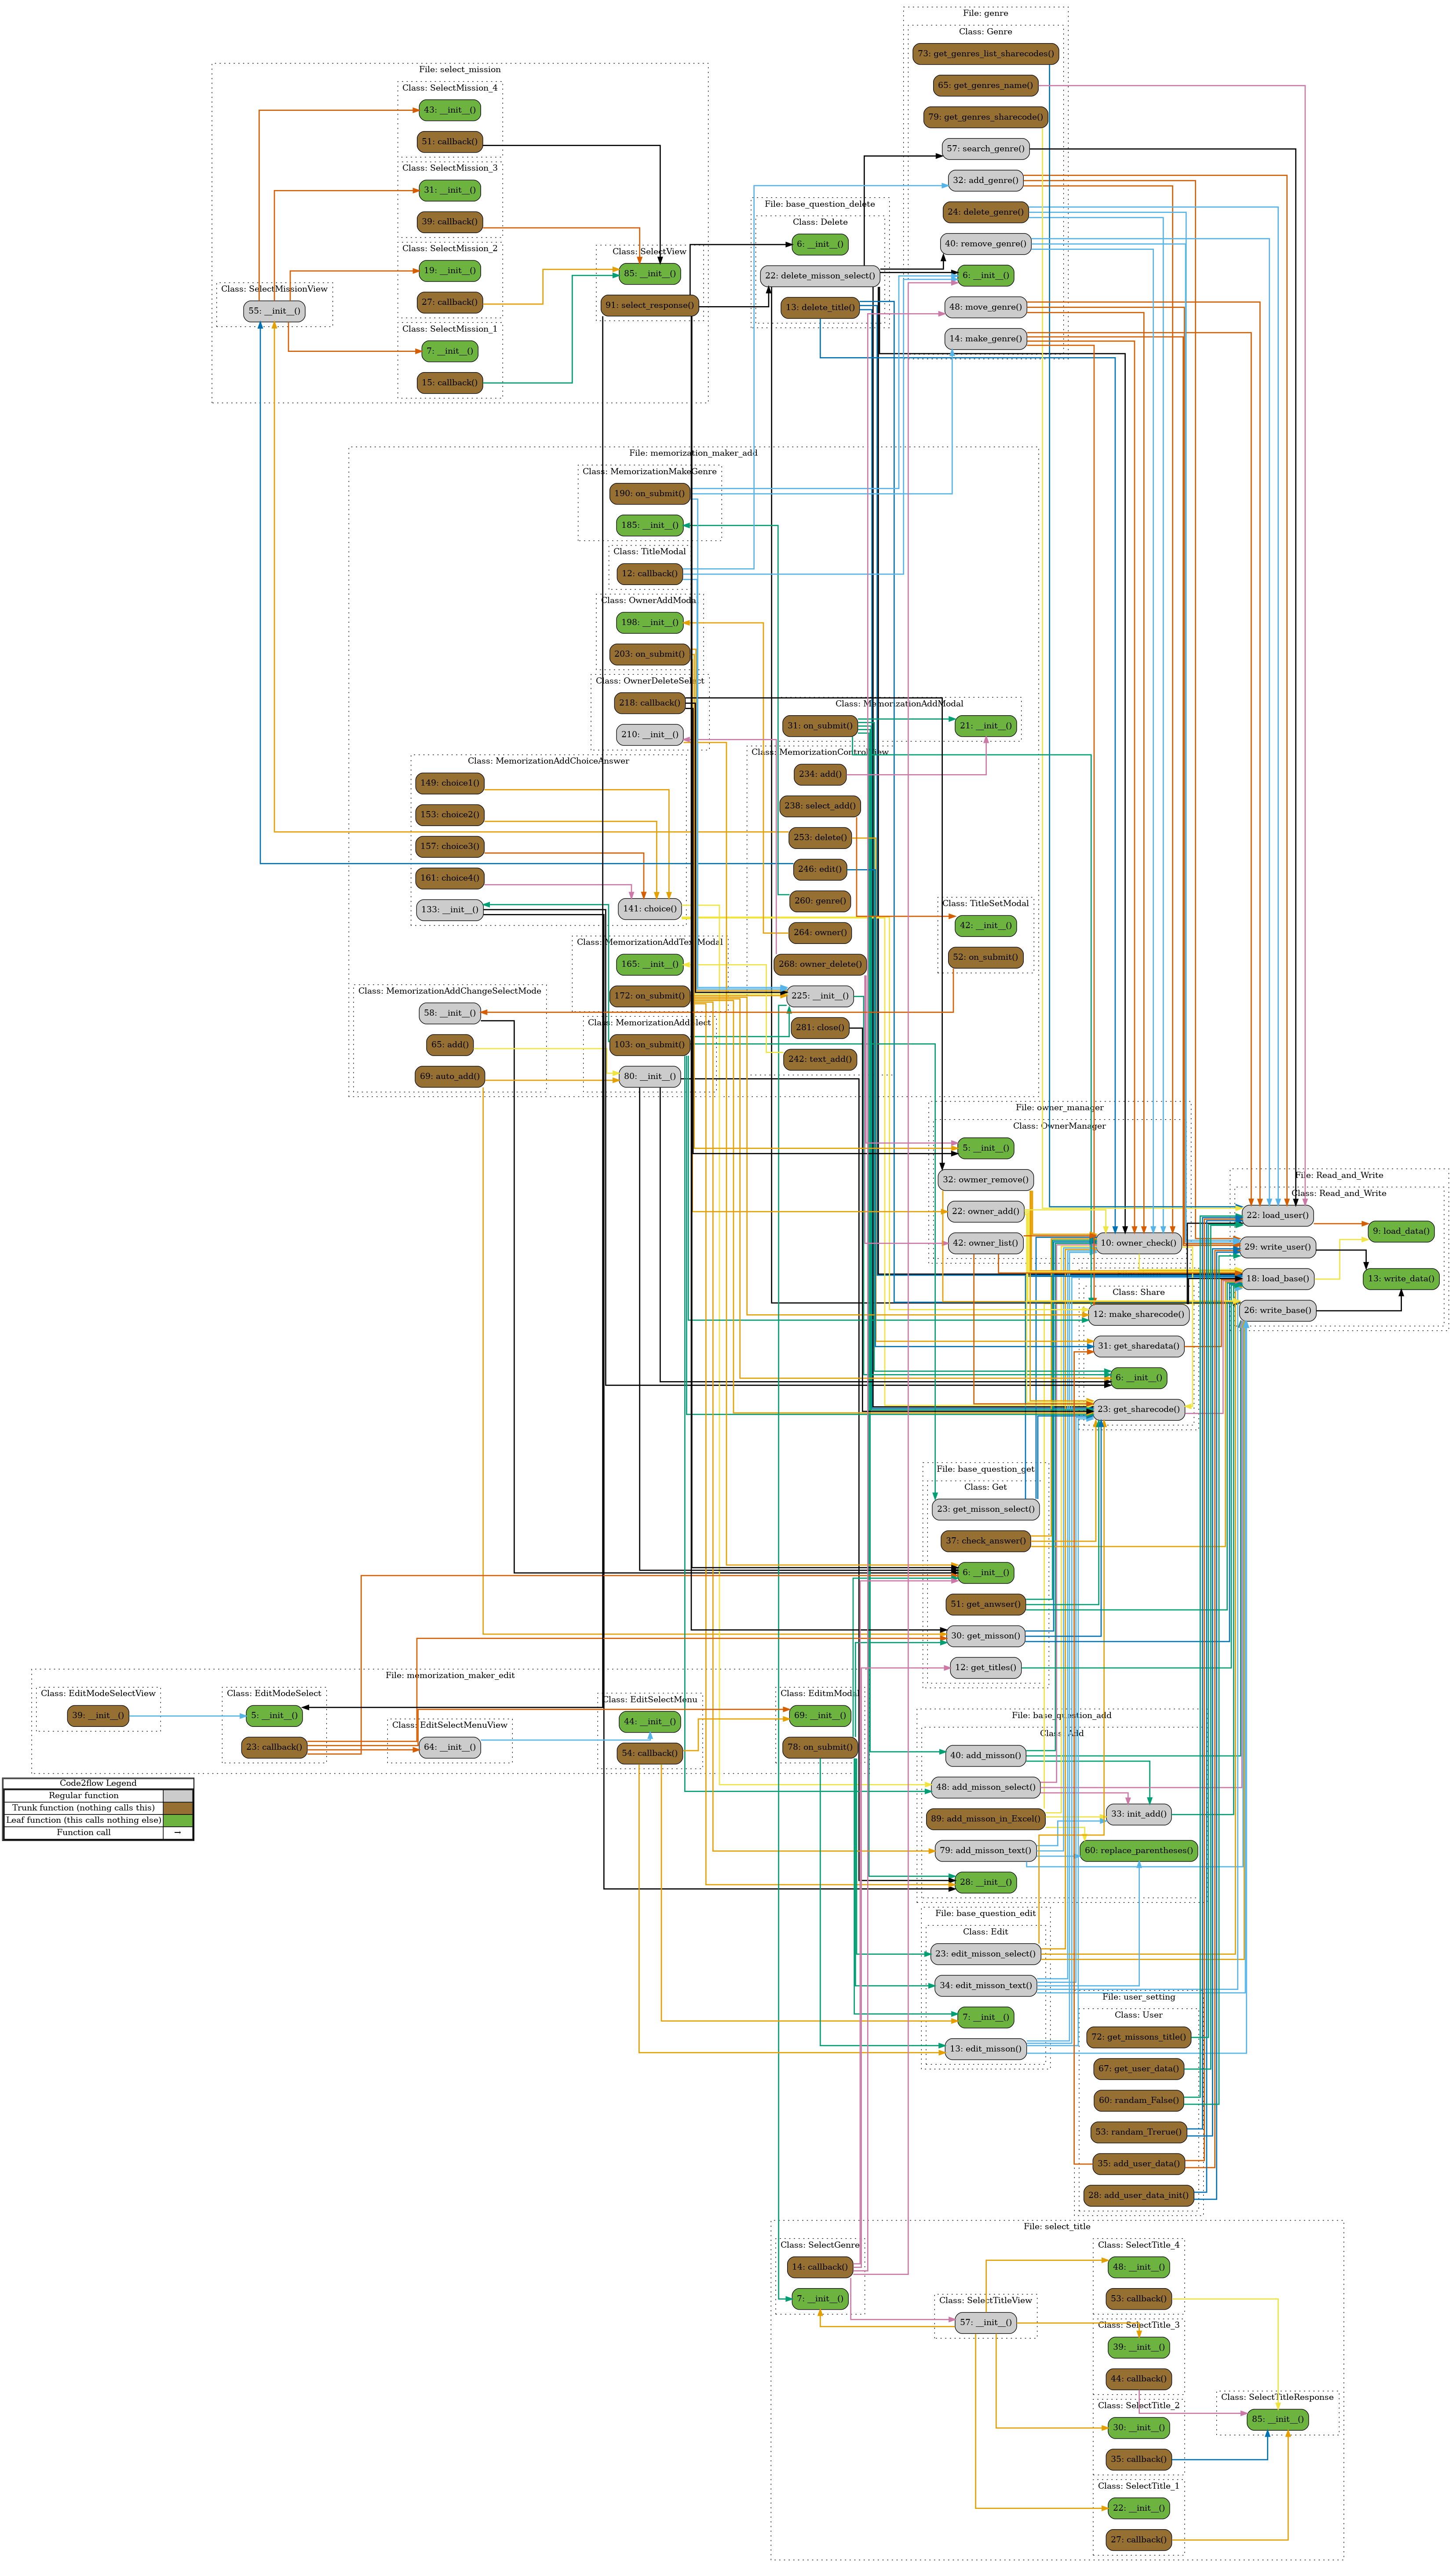 File: genre
Class: Genre
73: get_genres_list_sharecodes()
65: get_genres_name()
79: get_genres_sharecode()
57: search_genre()
32: add_genre()
24: delete_genre()
40: remove_genre()
6: __init__()
48: move_genre()
14: make_genre()
File: select_mission
Class: SelectMission_4
43: __init__()
51: callback()
Class: SelectMission_3
31: __init__()
39: callback()
Class: SelectMission_2
19: __init__()
27: callback()
Class: SelectMission_1
7: __init__()
15: callback()
Class: SelectMissionView
55: __init__()
Class: SelectView
85: __init__()
91: select_response()
File: base_question_delete
Class: Delete
6: __init__()
22: delete_misson_select()
13: delete_title()
File: memorization_maker_add
Class: MemorizationMakeGenre
190: on_submit()
185: __init__()
Class: TitleModal
12: callback()
Class: OwnerAddModal
198: __init__()
203: on_submit()
Class: OwnerDeleteSelect
218: callback()
210: __init__()
Class: MemorizationAddModal
31: on_submit()
21: __init__()
Class: MemorizationAddChoiceAnswer
149: choice1()
153: choice2()
157: choice3()
161: choice4()
133: __init__()
141: choice()
Class: MemorizationControlView
234: add()
238: select_add()
253: delete()
246: edit()
260: genre()
264: owner()
268: owner_delete()
225: __init__()
281: close()
242: text_add()
Class: TitleSetModal
42: __init__()
52: on_submit()
Class: MemorizationAddTextModal
165: __init__()
172: on_submit()
Class: MemorizationAddChangeSelectMode
58: __init__()
65: add()
69: auto_add()
Class: MemorizationAddSelect
103: on_submit()
80: __init__()
File: owner_manager
Class: OwnerManager
5: __init__()
32: owmer_remove()
22: owner_add()
42: owner_list()
10: owner_check()
File: Read_and_Write
Class: Read_and_Write
22: load_user()
29: write_user()
18: load_base()
26: write_base()
9: load_data()
13: write_data()
Class: Share
12: make_sharecode()
31: get_sharedata()
6: __init__()
23: get_sharecode()
File: base_question_get
Class: Get
23: get_misson_select()
37: check_answer()
6: __init__()
51: get_anwser()
30: get_misson()
12: get_titles()
File: memorization_maker_edit
Class: EditModeSelectView
39: __init__()
Class: EditModeSelect
5: __init__()
23: callback()
Class: EditSelectMenuView
64: __init__()
Class: EditSelectMenu
44: __init__()
54: callback()
Class: EditmModal
69: __init__()
78: on_submit()
File: base_question_add
Class: Add
40: add_misson()
48: add_misson_select()
89: add_misson_in_Excel()
79: add_misson_text()
28: __init__()
33: init_add()
60: replace_parentheses()
Code2flow Legend
Regular function
Trunk function (nothing calls this)
Leaf function (this calls nothing else)
Function call →
File: base_question_edit
Class: Edit
23: edit_misson_select()
34: edit_misson_text()
7: __init__()
13: edit_misson()
File: user_setting
Class: User
72: get_missons_title()
67: get_user_data()
60: randam_False()
53: randam_Trerue()
35: add_user_data()
28: add_user_data_init()
File: select_title
Class: SelectGenre
14: callback()
7: __init__()
Class: SelectTitleView
57: __init__()
Class: SelectTitle_4
48: __init__()
53: callback()
Class: SelectTitle_3
39: __init__()
44: callback()
Class: SelectTitle_2
30: __init__()
35: callback()
Class: SelectTitle_1
22: __init__()
27: callback()
Class: SelectTitleResponse
85: __init__()